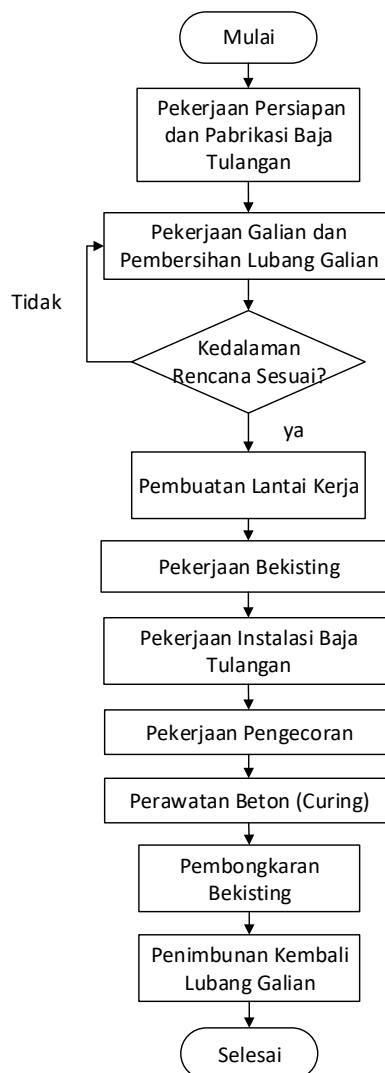 Mulai
Pekerjaan Persiapan
dan Pabrikasi Baja
Tulangan
Pekerjaan Galian dan
Pembersihan Lubang Galian
Tidak
Kedalaman
Rencana Sesuai?
ya
Pembuatan Lantai Kerja
Pekerjaan Bekisting
Pekerjaan Instalasi Baja
Tulangan
Pekerjaan Pengecoran
Perawatan Beton (Curing)
Pembongkaran
Bekisting
Penimbunan Kembali
Lubang Galian
Selesai